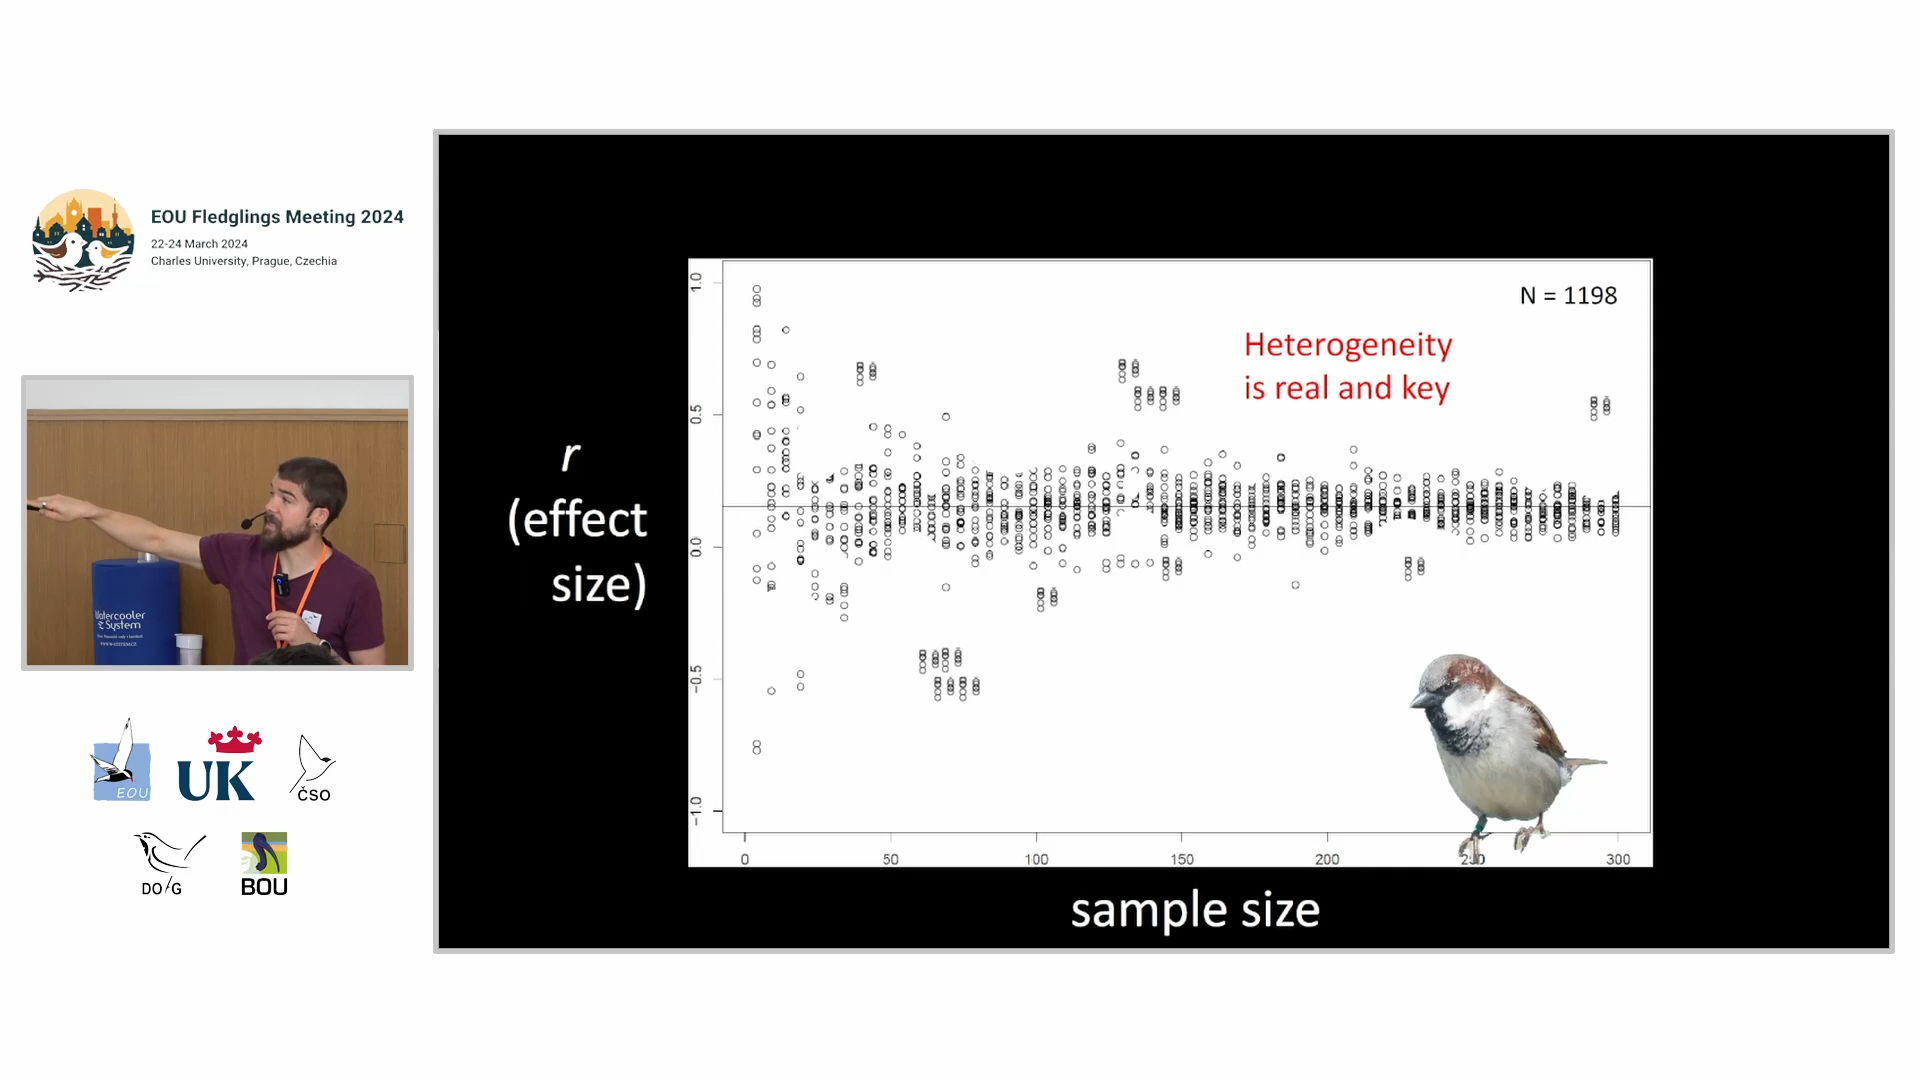 EOU Fledglings Meeting 2024
22-24 March 2024
Charles University, Prague, Czechia
Watercooler
System
EOU
UK
ČSO
DO/G
BOU
r
(effect
size)
1.0
0.5
0.0
-0.5
-1.0
N = 1198
Heterogeneity
is real and key
0 50 100 150 200 250 300
sample size